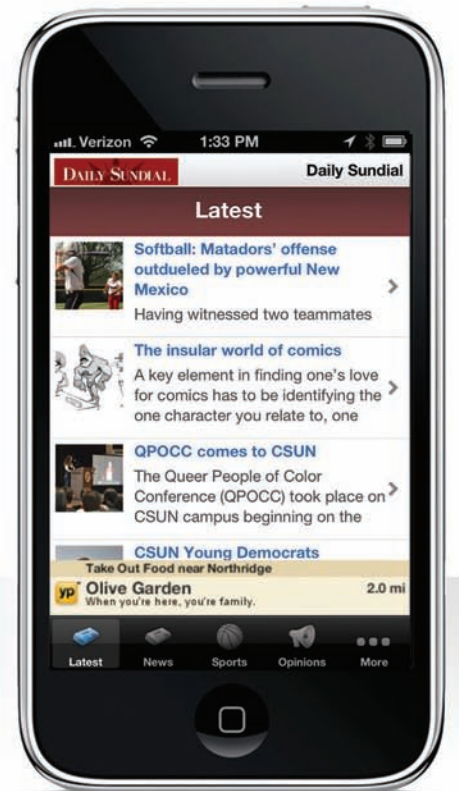 Verizon 1:33 PM
DAILY SUNDIAL Daily Sundial
Latest
Softball: Matadors' offense
outdueled by powerful New
Mexico
Having witnessed two teammates
The insular world of comics
A key element in finding one's love
for comics has to be identifying the
one character you relate to, one
QPOCC comes to CSUN
The Queer People of Color
Conference (QPOCC) took place on
CSUN campus beginning on the
CSUN Young Democrats
Take Out Food near Northridge
yp Olive Garden 2.0 mi
When you're here, you're family.
Latest News Sports Opinions More